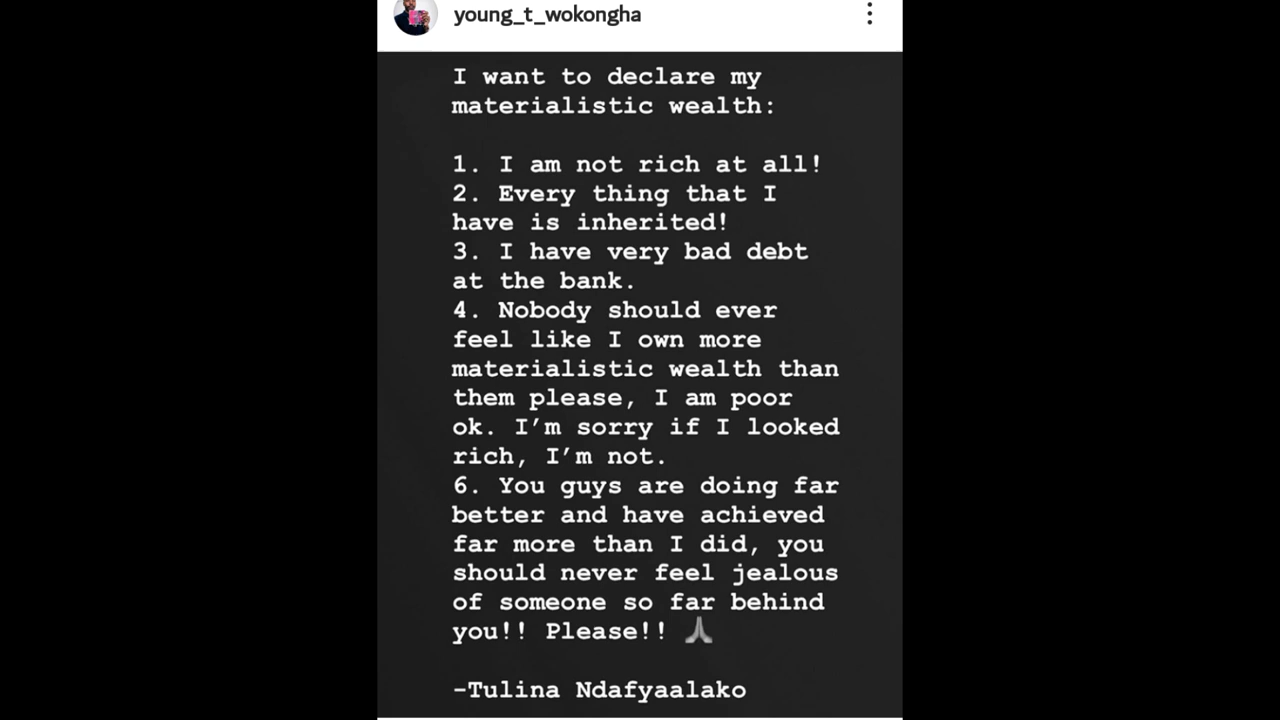 young_t_wokongha
I want to declare my
materialistic wealth:
1. I am not rich at all!
2. Every thing that I
have is inherited!
3. I have very bad debt
at the bank.
4. Nobody should ever
feel like I own more
materialistic wealth than
them please, I am poor
ok. I’m sorry if I looked
rich, I’m not.
6. You guys are doing far
better and have achieved
far more than I did, you
should never feel jealous
of someone so far behind
you!! Please!! 🙏
-Tulina Ndafyaalako